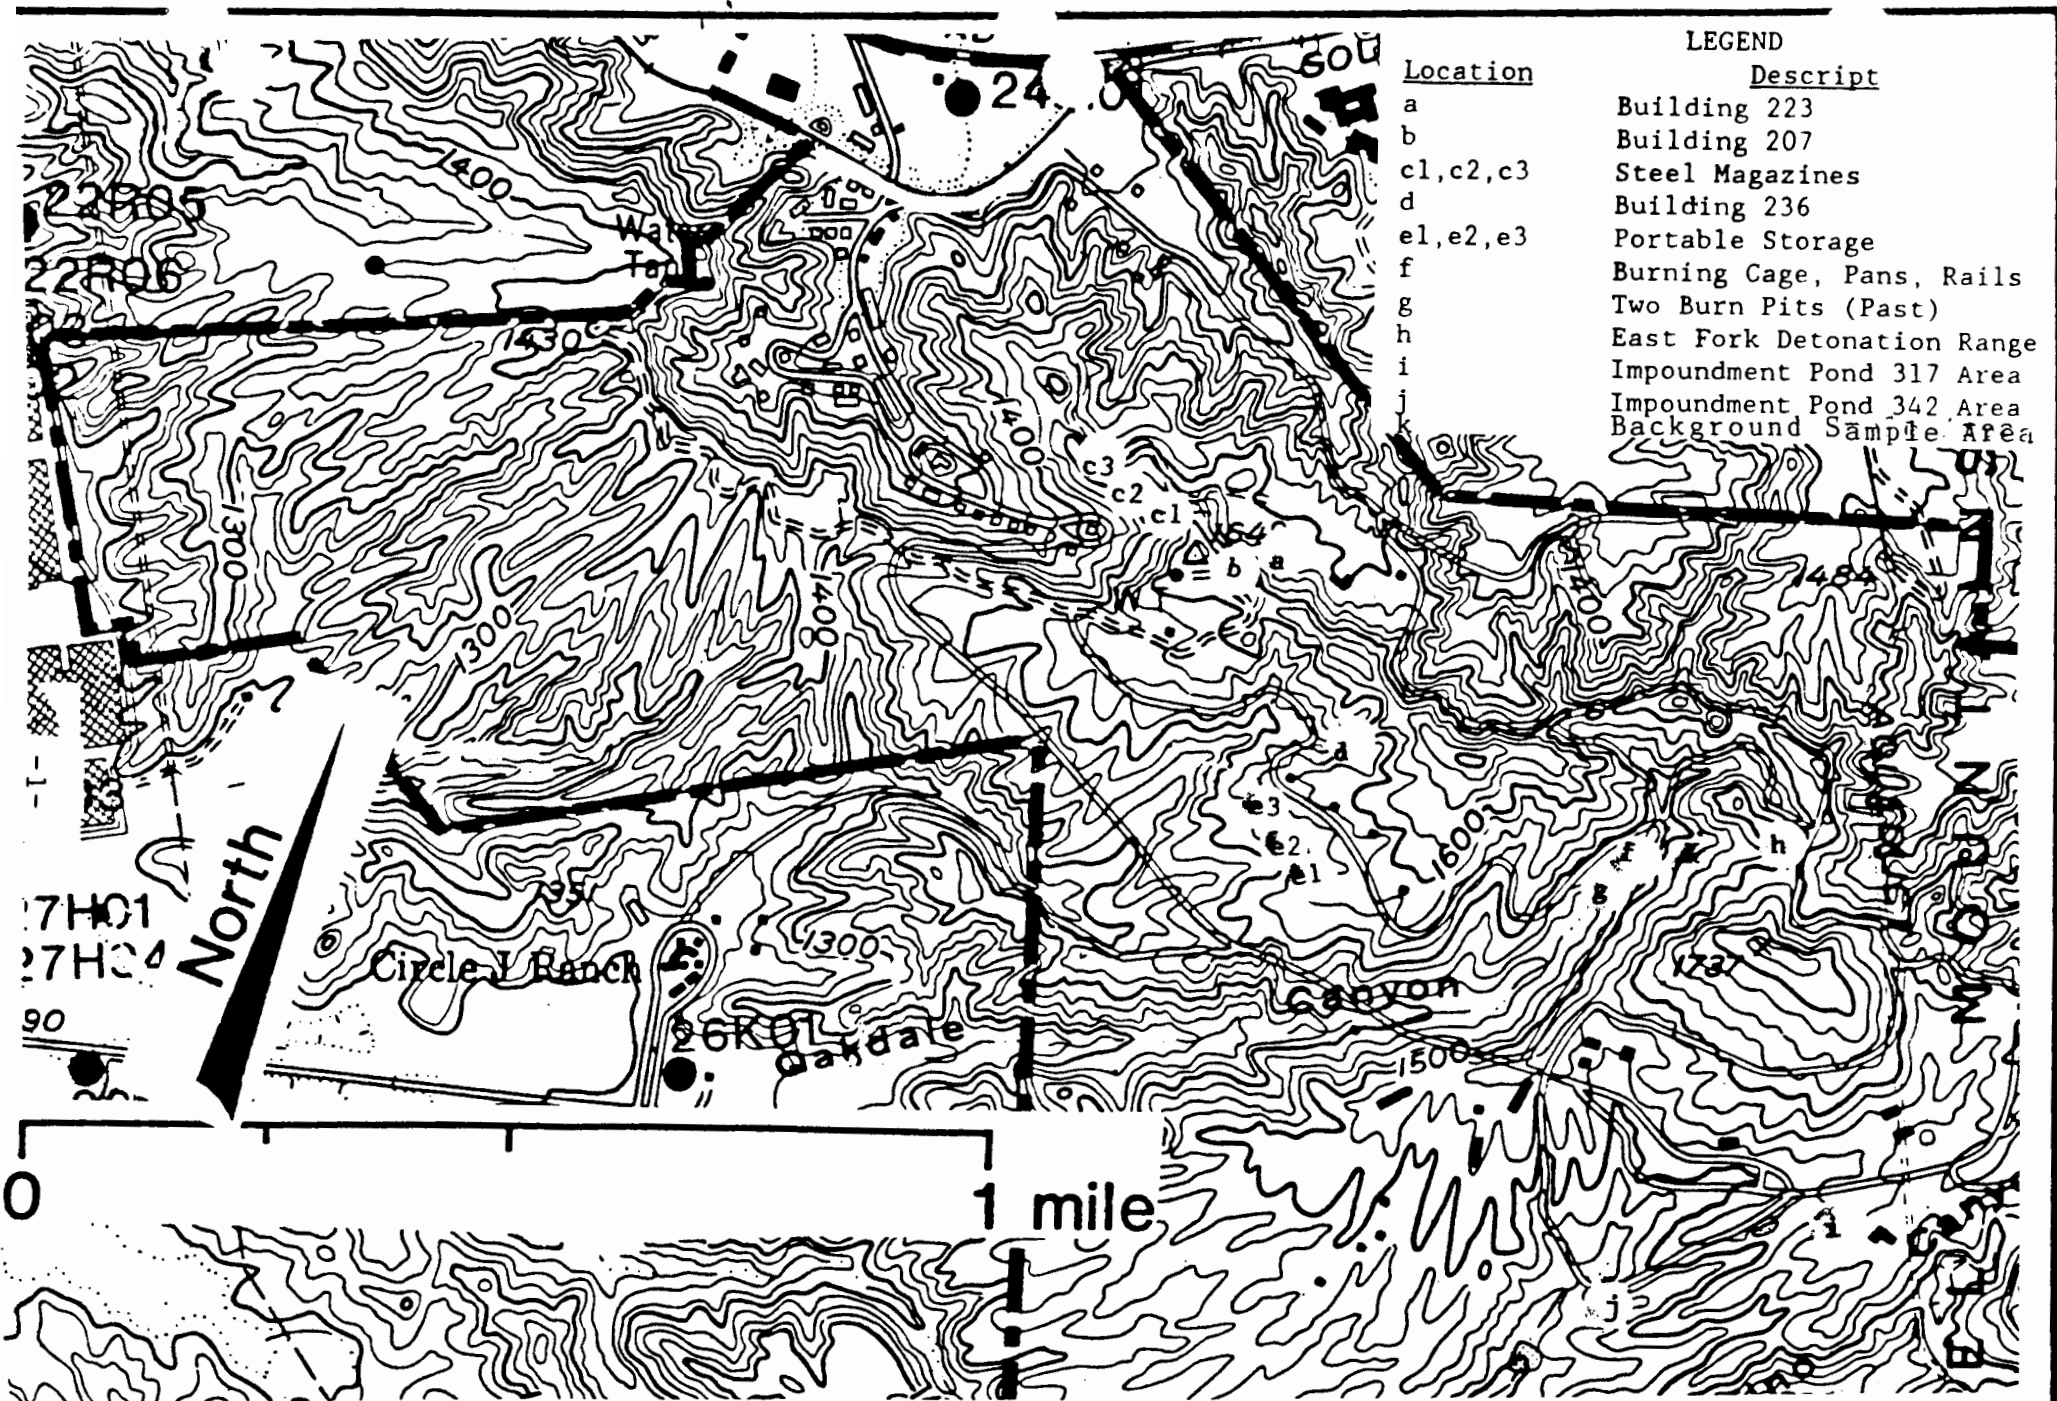 LEGEND
Location Descript
a Building 223
b Building 207
c1,c2,c3 Steel Magazines
d Building 236
e1,e2,e3 Portable Storage
f Burning Cage, Pans, Rails
g Two Burn Pits (Past)
h East Fork Detonation Range
i Impoundment Pond 317 Area
j Impoundment Pond 342 Area
k Background Sample Area
1400
22R05
22R06
1430
1400
c3
c2
c1
b
a
1300
1300
1400
1400
1484
d
e3
e2
e1
1600
f
g
h
North
27H01
Circle J Ranch
1300
1737
26K01
Oakdale
Canyon
90
1500
0
1 mile
i
j